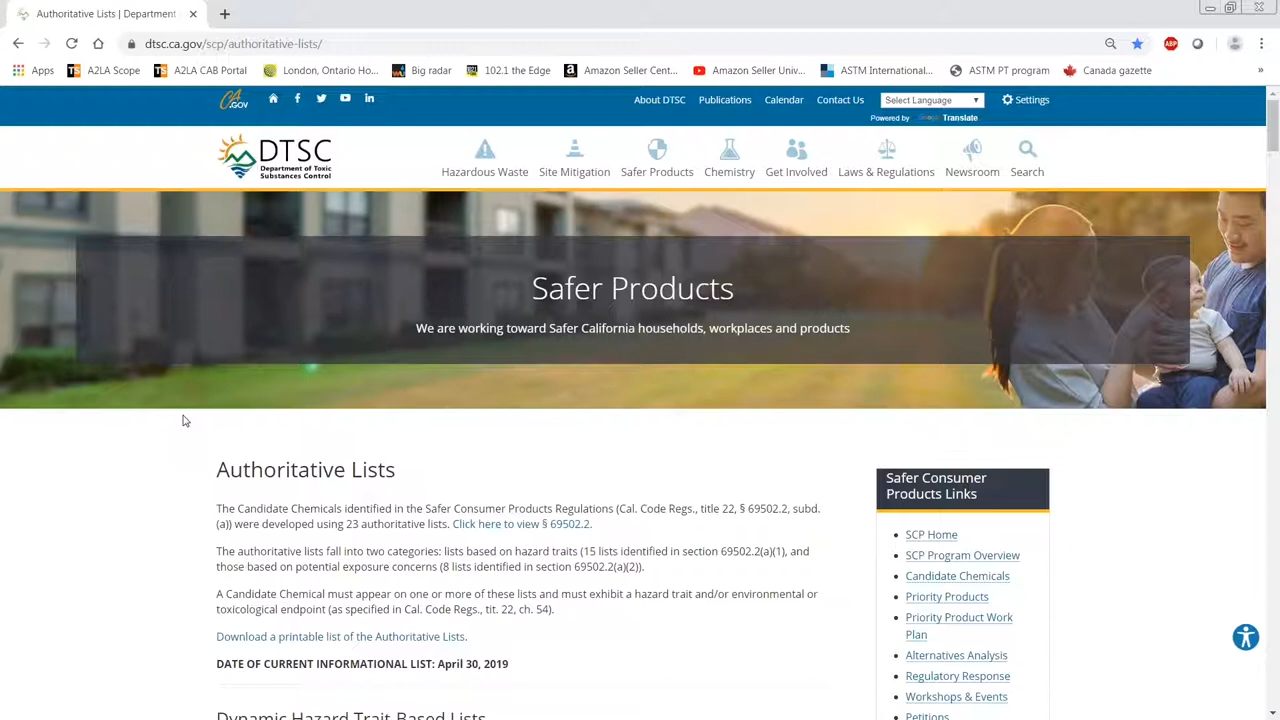 Authoritative Lists | Department
dtsc.ca.gov/scp/authoritative-lists/
Apps A2LA Scope A2LA CAB Portal London, Ontario Ho... Big radar 102.1 the Edge Amazon Seller Cent... Amazon Seller Univ... ASTM International... ASTM PT program Canada gazette »
ABP
CA.GOV About DTSC Publications Calendar Contact Us Select Language Settings
Powered by Google Translate
DTSC
Department of Toxic
Substances Control
Hazardous Waste Site Mitigation Safer Products Chemistry Get Involved Laws & Regulations Newsroom Search
Safer Products
We are working toward Safer California households, workplaces and products
Authoritative Lists
The Candidate Chemicals identified in the Safer Consumer Products Regulations (Cal. Code Regs., title 22, § 69502.2, subd.
(a)) were developed using 23 authoritative lists. Click here to view § 69502.2.
The authoritative lists fall into two categories: lists based on hazard traits (15 lists identified in section 69502.2(a)(1), and
those based on potential exposure concerns (8 lists identified in section 69502.2(a)(2)).
A Candidate Chemical must appear on one or more of these lists and must exhibit a hazard trait and/or environmental or
toxicological endpoint (as specified in Cal. Code Regs., tit. 22, ch. 54).
Download a printable list of the Authoritative Lists.
DATE OF CURRENT INFORMATIONAL LIST: April 30, 2019
Dynamic Hazard Trait-Based Lists
Safer Consumer
Products Links
SCP Home
SCP Program Overview
Candidate Chemicals
Priority Products
Priority Product Work
Plan
Alternatives Analysis
Regulatory Response
Workshops & Events
Petitions